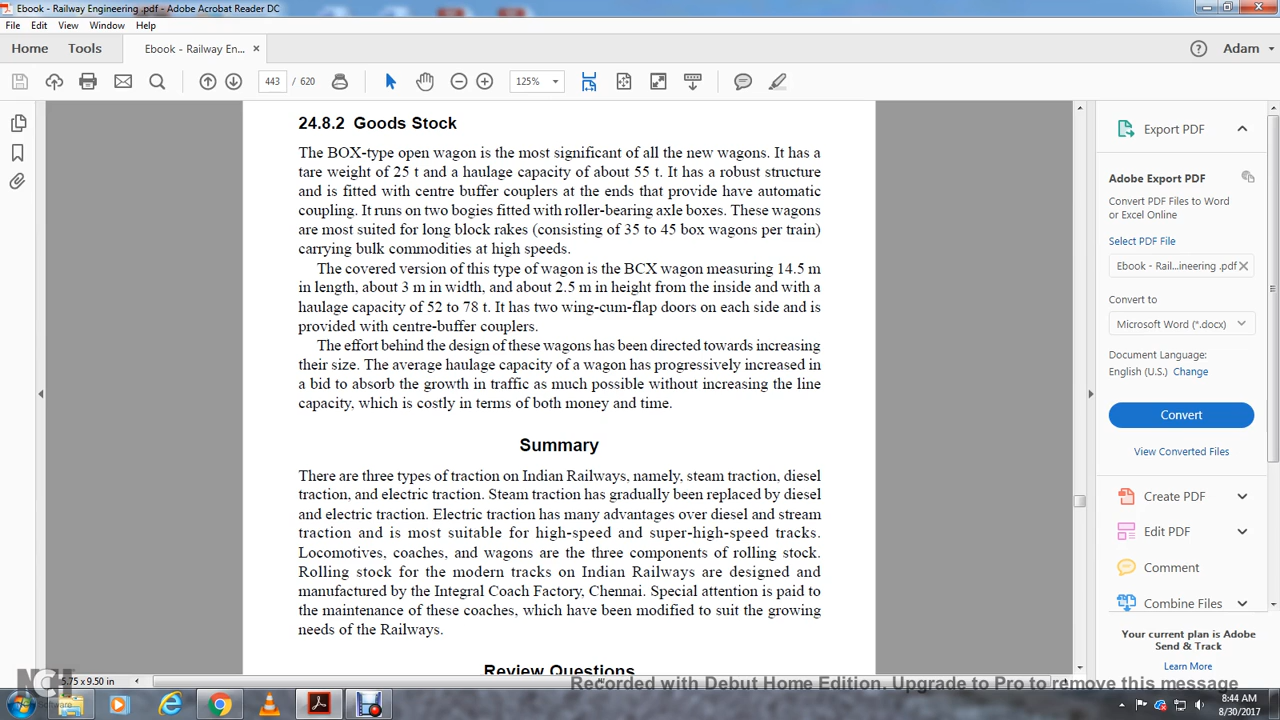 Ebook - Railway Engineering .pdf - Adobe Acrobat Reader DC
File Edit View Window Help
Home Tools Ebook - Railway En... × Adam
443 / 620 125%
24.8.2 Goods Stock
The BOX-type open wagon is the most significant of all the new wagons. It has a
tare weight of 25 t and a haulage capacity of about 55 t. It has a robust structure
and is fitted with centre buffer couplers at the ends that provide have automatic
coupling. It runs on two bogies fitted with roller-bearing axle boxes. These wagons
are most suited for long block rakes (consisting of 35 to 45 box wagons per train)
carrying bulk commodities at high speeds.
The covered version of this type of wagon is the BCX wagon measuring 14.5 m
in length, about 3 m in width, and about 2.5 m in height from the inside and with a
haulage capacity of 52 to 78 t. It has two wing-cum-flap doors on each side and is
provided with centre-buffer couplers.
The effort behind the design of these wagons has been directed towards increasing
their size. The average haulage capacity of a wagon has progressively increased in
a bid to absorb the growth in traffic as much possible without increasing the line
capacity, which is costly in terms of both money and time.
Summary
There are three types of traction on Indian Railways, namely, steam traction, diesel
traction, and electric traction. Steam traction has gradually been replaced by diesel
and electric traction. Electric traction has many advantages over diesel and stream
traction and is most suitable for high-speed and super-high-speed tracks.
Locomotives, coaches, and wagons are the three components of rolling stock.
Rolling stock for the modern tracks on Indian Railways are designed and
manufactured by the Integral Coach Factory, Chennai. Special attention is paid to
the maintenance of these coaches, which have been modified to suit the growing
needs of the Railways.
Review Questions
Export PDF
Adobe Export PDF
Convert PDF Files to Word
or Excel Online
Select PDF File
Ebook - Rail...ineering .pdf ×
Convert to
Microsoft Word (*.docx)
Document Language:
English (U.S.) Change
Convert
View Converted Files
Create PDF
Edit PDF
Comment
Combine Files
Your current plan is Adobe
Send & Track
Learn More
5.75 x 9.50 in
NCH
Software
Recorded with Debut Home Edition. Upgrade to Pro to remove this message
8:44 AM
8/30/2017